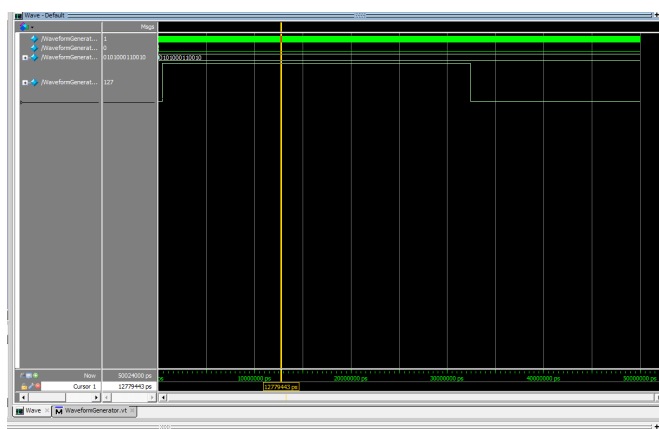 Wave - Default
Msgs
/WaveformGenerat... 1
/WaveformGenerat... 0
/WaveformGenerat... 0101000110010 0101000110010
/WaveformGenerat... 127
Now 50024000 ps ps 10000000 ps 20000000 ps 30000000 ps 40000000 ps 50000000 ps
Cursor 1 12779443 ps 12779443 ps
Wave WaveformGenerator.vt